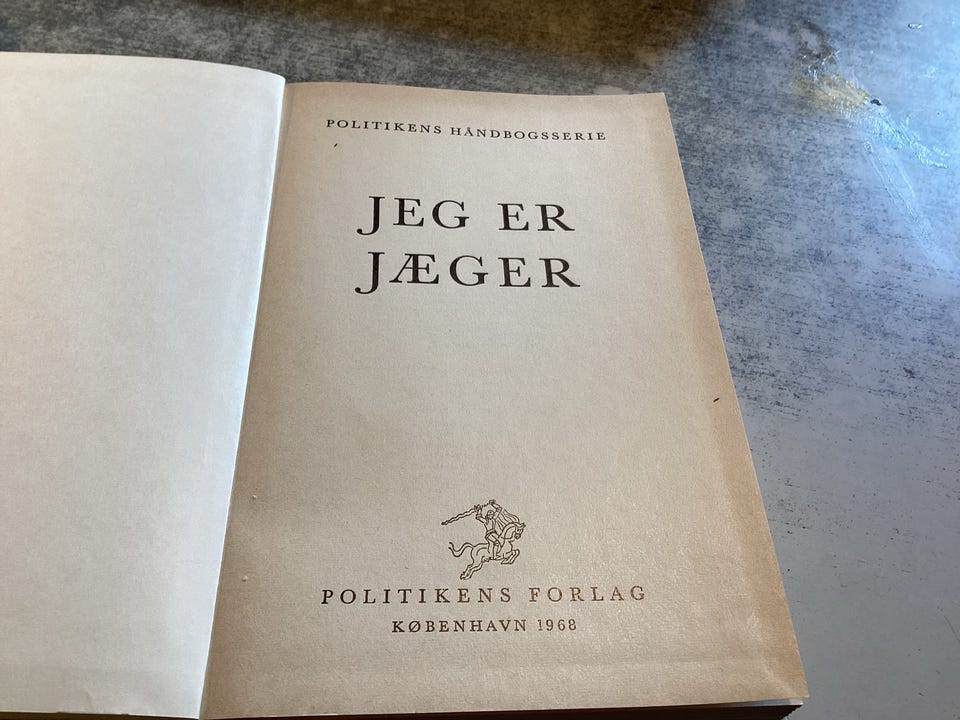 POLITIKENS HÅNDBOGSSERIE
JEG ER
JÆGER
POLITIKENS FORLAG
KØBENHAVN 1968